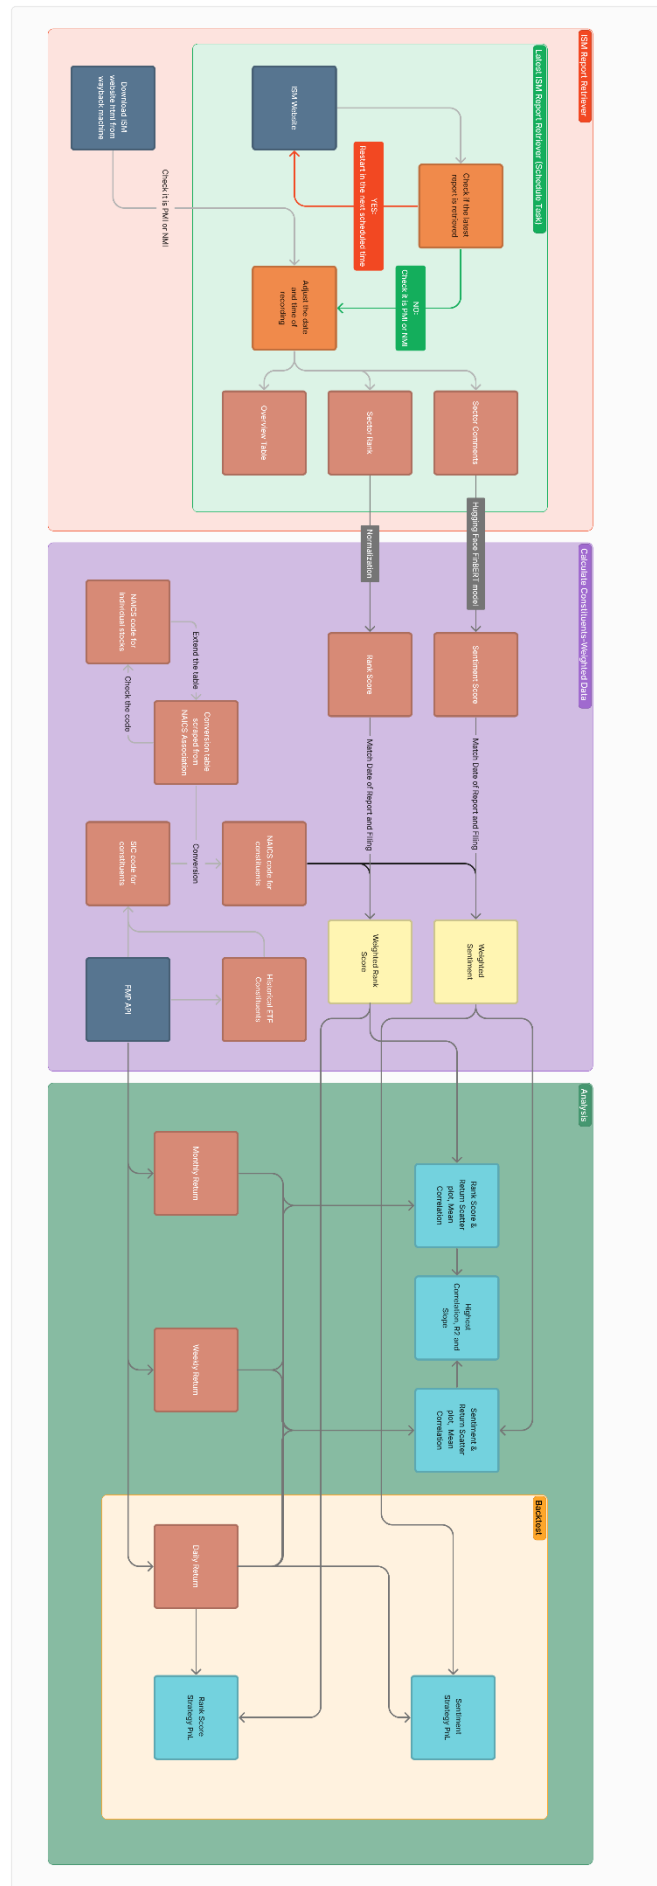 ISM Report Retriever
Latest ISM Report Retriever (Schedule Task)
Download ISM
website html from
wayback machine
ISM Website
Check if the latest
report is retrieved
YES:
Restart in the next scheduled time
NO:
Check it is PMI or NMI
Check it is PMI or NMI
Adjust the date
and time of
recording
Sector Comments
Sector Rank
Overview Table
Hugging Face FinBERT model
Normalization
Calculate Constituents-Weighted Data
Sentiment Score
Rank Score
Match Date of Report and Filing
Match Date of Report and Filing
NAICS code for
individual stocks
Extend the table
Check the code
Conversion table
scraped from
NAICS Association
Conversion
SIC code for
constituents
NAICS code for
constituents
Weighted
Sentiment
Weighted Rank
Score
FMP API
Historical ETF
Constituents
Analysis
Monthly Return
Weekly Return
Daily Return
Rank Score &
Return Scatter
plot, Mean
Correlation
Highest
Correlation, R2 and
Slope
Sentiment &
Return Scatter
plot, Mean
Correlation
Backtest
Sentiment
Strategy PnL
Rank Score
Strategy PnL